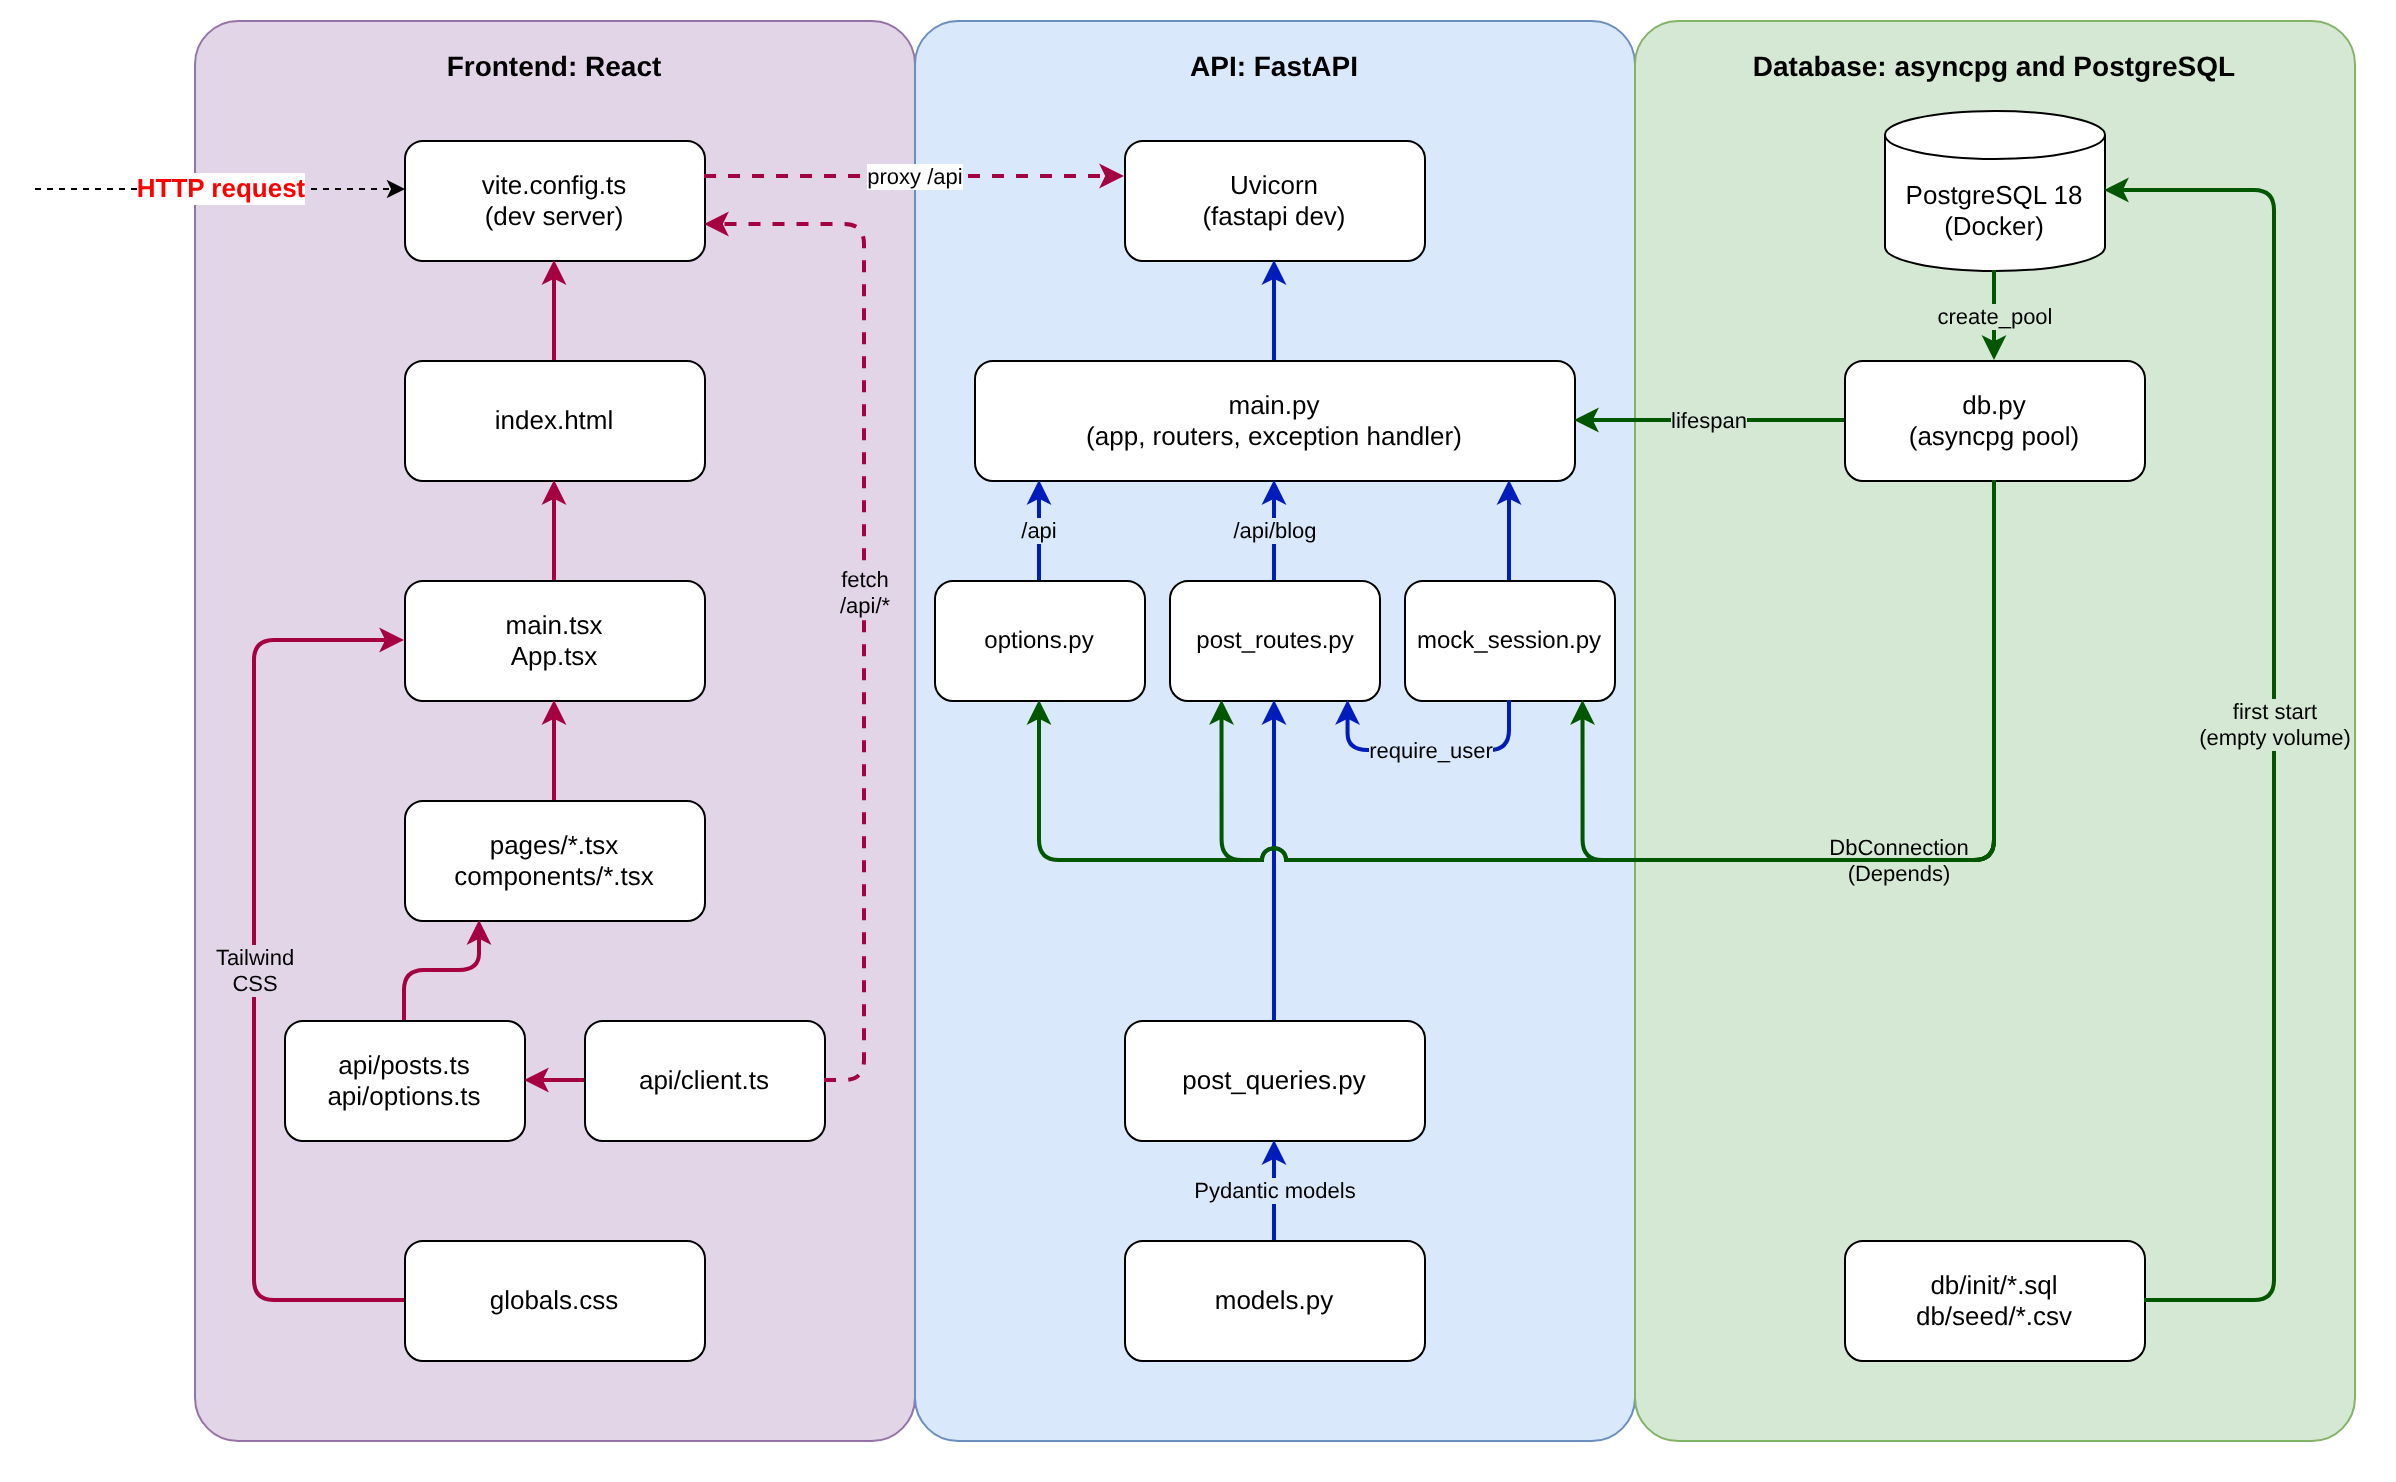 Frontend: React
API: FastAPI
Database: asyncpg and PostgreSQL
HTTP request
vite.config.ts
(dev server)
proxy /api
Uvicorn
(fastapi dev)
PostgreSQL 18
(Docker)
create_pool
index.html
main.py
(app, routers, exception handler)
lifespan
db.py
(asyncpg pool)
/api
/api/blog
fetch
/api/*
main.tsx
App.tsx
options.py
post_routes.py
mock_session.py
require_user
first start
(empty volume)
pages/*.tsx
components/*.tsx
DbConnection
(Depends)
Tailwind
CSS
api/posts.ts
api/options.ts
api/client.ts
post_queries.py
Pydantic models
globals.css
models.py
db/init/*.sql
db/seed/*.csv